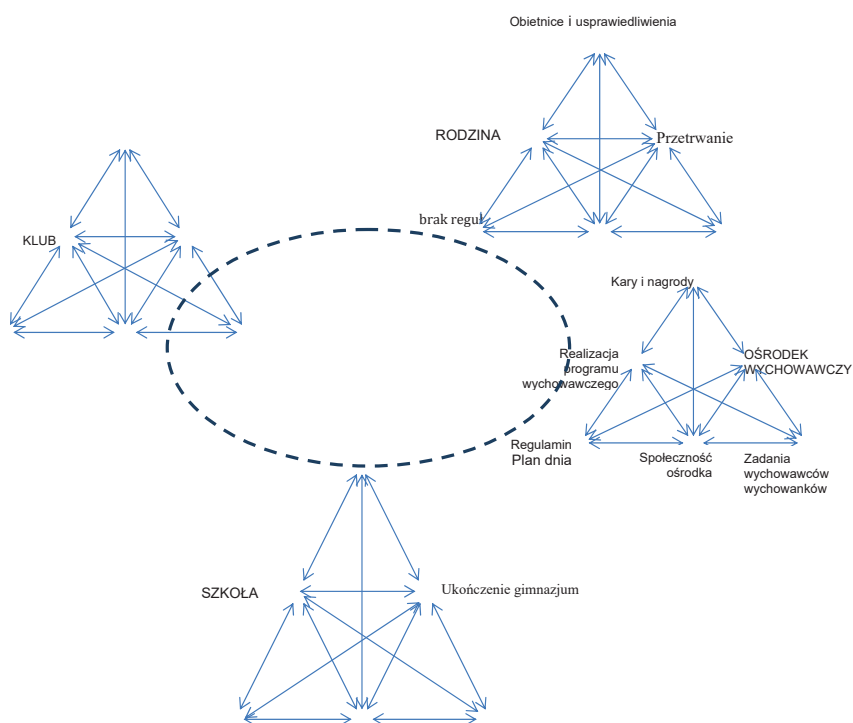 Obietnice i usprawiedliwienia
RODZINA
Przetrwanie
brak reguł
KLUB
Kary i nagrody
Realizacja
programu
wychowawczego
OŚRODEK
WYCHOWAWCZY
Regulamin
Plan dnia
Społeczność
ośrodka
Zadania
wychowawców
wychowanków
SZKOŁA
Ukończenie gimnazjum